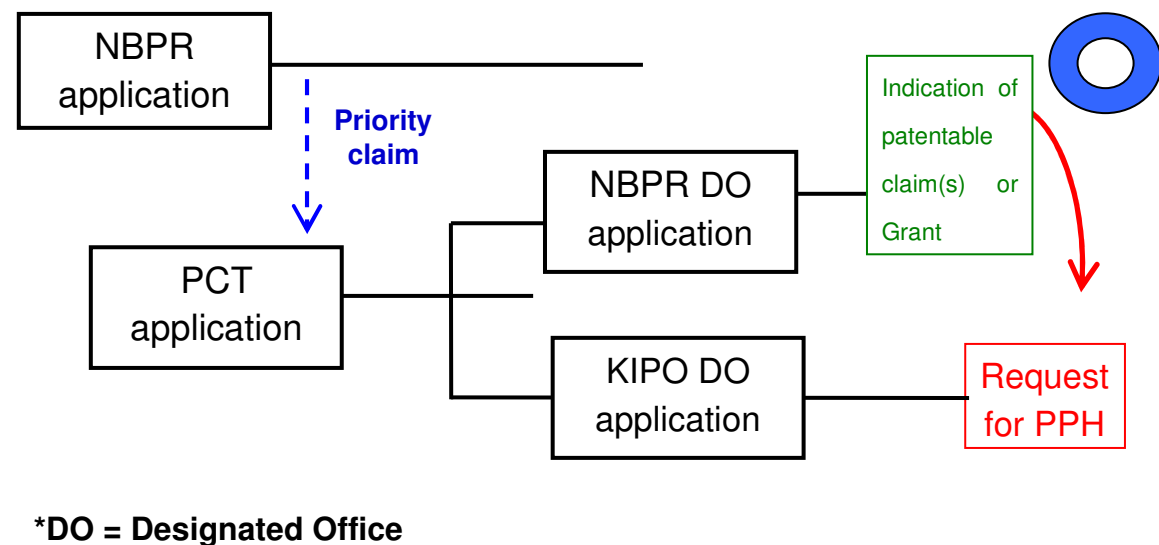 NBPR
application
Priority
claim
Indication of
patentable
claim(s) or
Grant
NBPR DO
application
PCT
application
KIPO DO
application
Request
for PPH
*DO = Designated Office